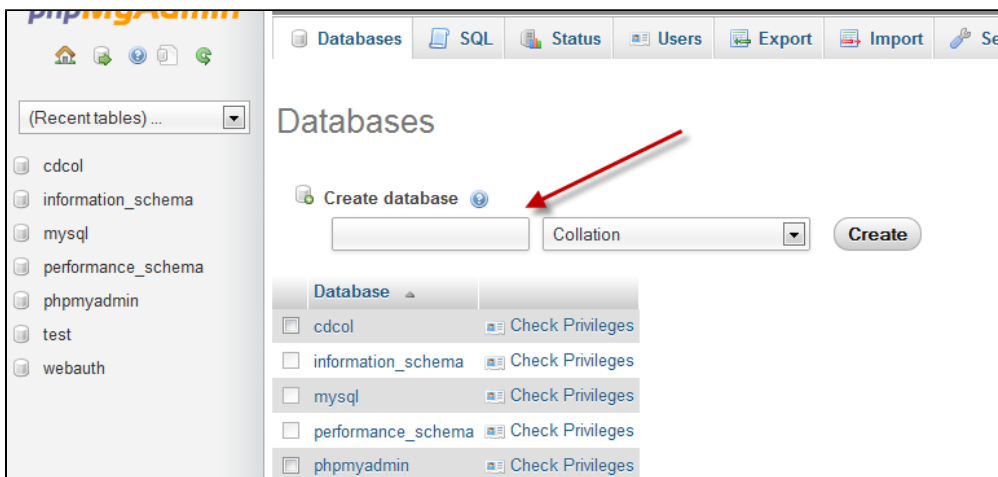 phpMyAdmin
Databases
SQL
Status
Users
Export
Import
(Recent tables) ...
cdcol
information_schema
mysql
performance_schema
phpmyadmin
test
webauth
Databases
Create database
Collation
Create
Database
cdcol Check Privileges
information_schema Check Privileges
mysql Check Privileges
performance_schema Check Privileges
phpmyadmin Check Privileges